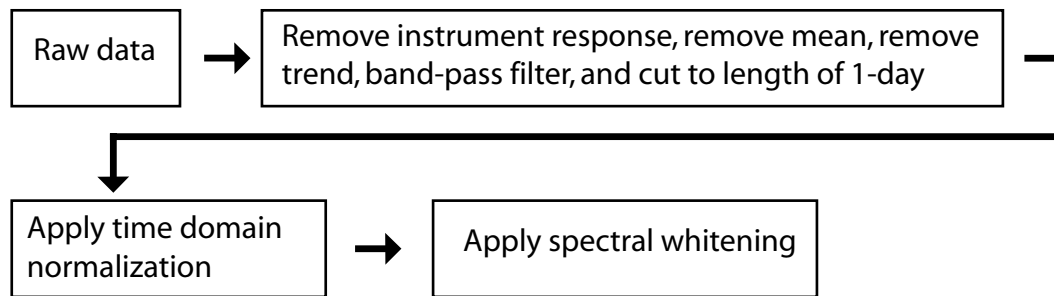 Raw data
Remove instrument response, remove mean, remove
trend, band-pass filter, and cut to length of 1-day
Apply time domain
normalization
Apply spectral whitening